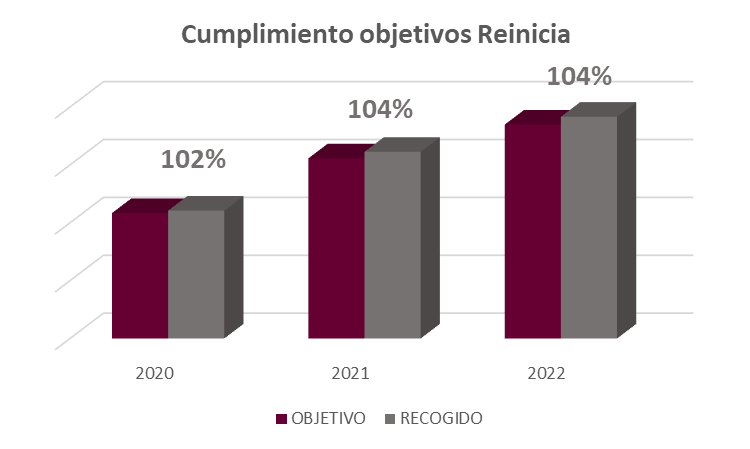 Cumplimiento objetivos Reinicia
102%
104%
104%
2020
2021
2022
OBJETIVO
RECOGIDO